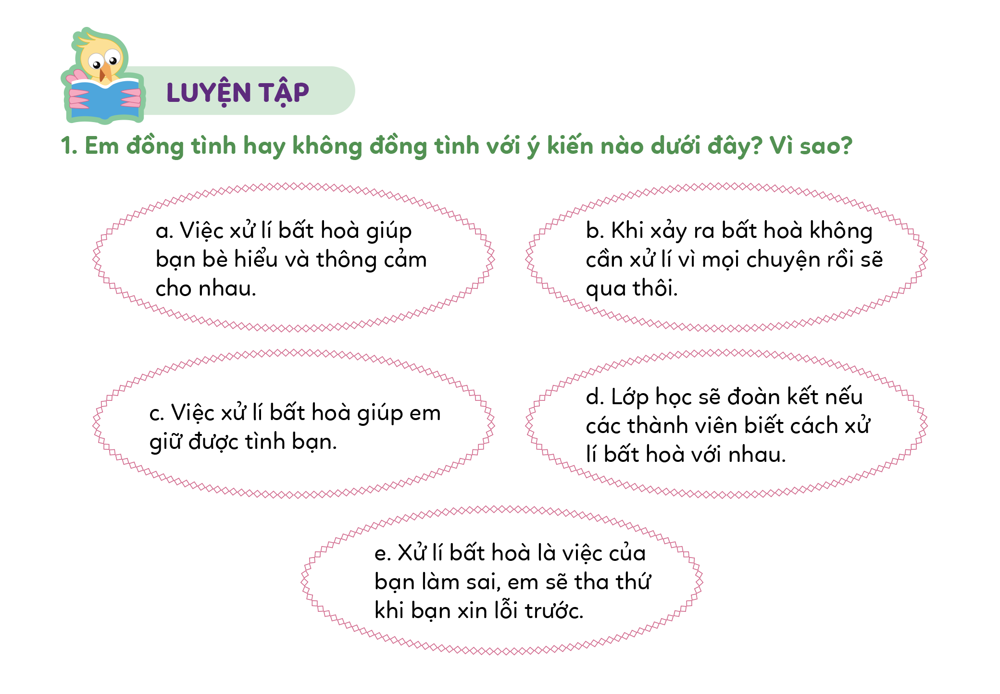 LUYỆN TẬP
1. Em đồng tình hay không đồng tình với ý kiến nào dưới đây? Vì sao?
a. Việc xử lí bất hoà giúp
bạn bè hiểu và thông cảm
cho nhau.
b. Khi xảy ra bất hoà không
cần xử lí vì mọi chuyện rồi sẽ
qua thôi.
c. Việc xử lí bất hoà giúp em
giữ được tình bạn.
d. Lớp học sẽ đoàn kết nếu
các thành viên biết cách xử
lí bất hoà với nhau.
e. Xử lí bất hoà là việc của
bạn làm sai, em sẽ tha thứ
khi bạn xin lỗi trước.